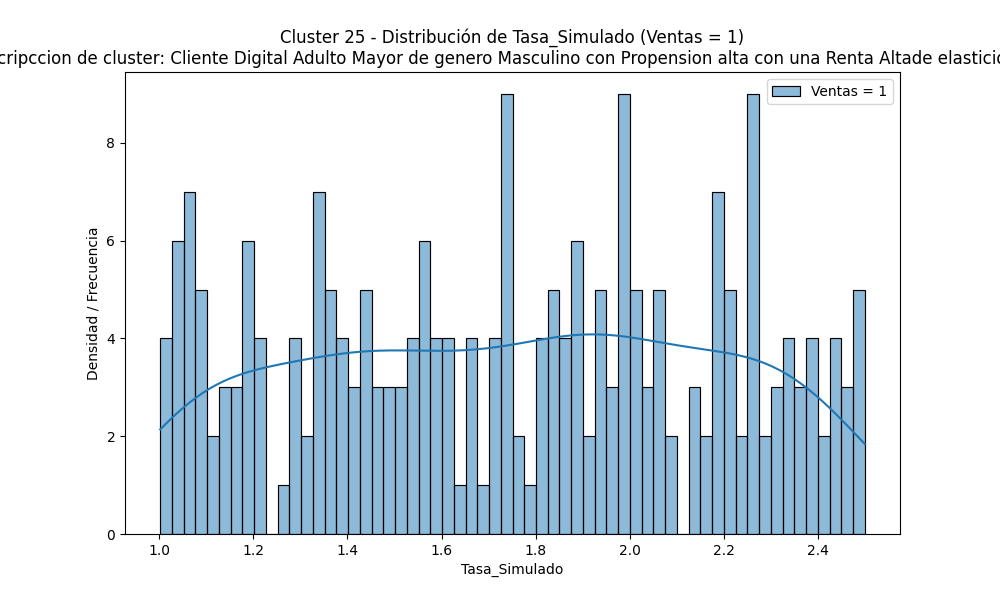 Cluster 25 - Distribución de Tasa_Simulado (Ventas = 1)
cripccion de cluster: Cliente Digital Adulto Mayor de genero Masculino con Propension alta con una Renta Altade elastici
Ventas = 1
8
6
4
2
0
Densidad / Frecuencia
1.0 1.2 1.4 1.6 1.8 2.0 2.2 2.4
Tasa_Simulado